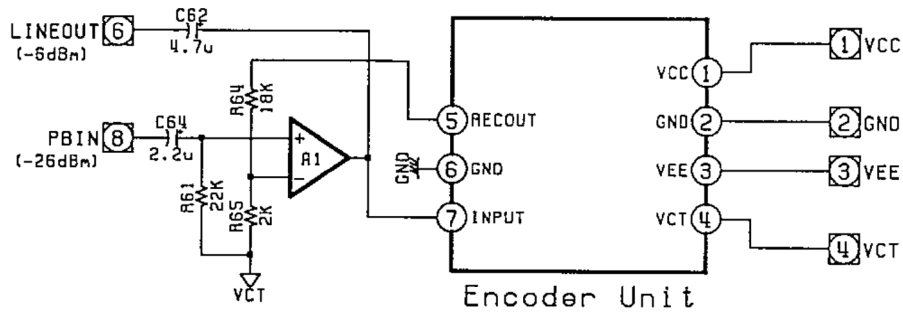 LINEOUT 6
(-6dBm)
C62
4.7u
1 VCC
VCC 1
R64
18K
5 RECOUT
GND 2
2 GND
C64
PBIN 8
(-26dBm)
2.2u
+
A1
-
GND
6 GND
VEE 3
3 VEE
R61
22K
R65
2K
7 INPUT
VCT 4
4 VCT
VCT
Encoder Unit